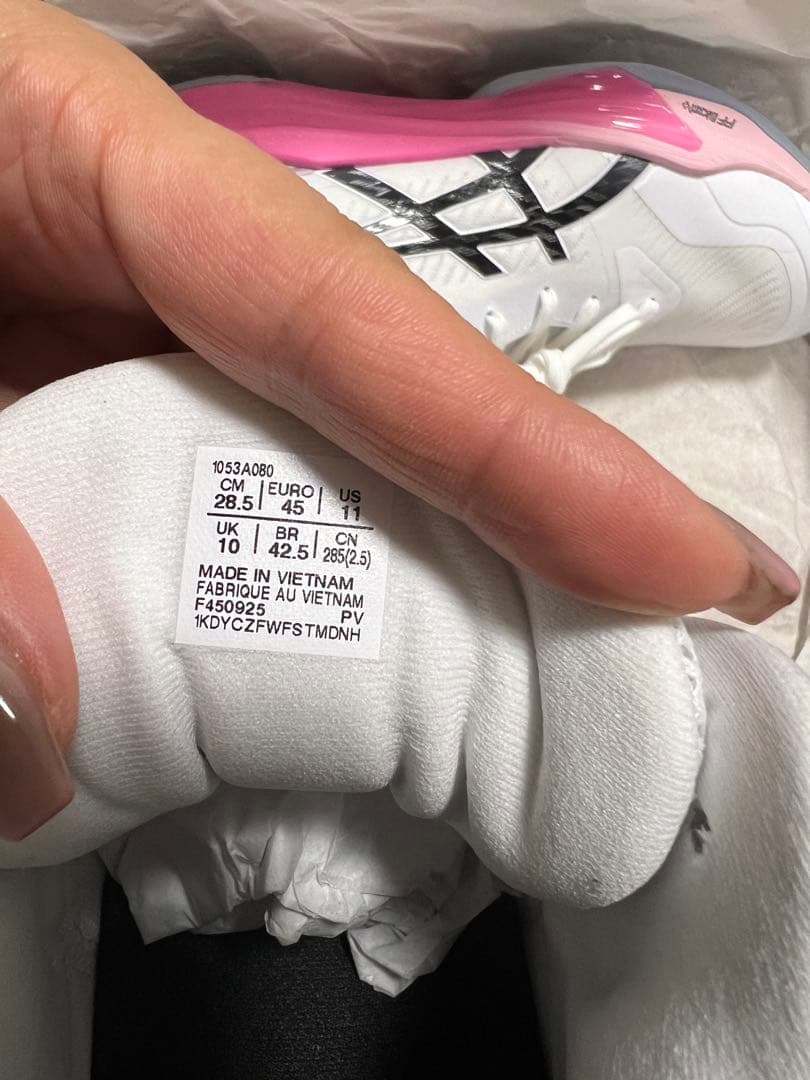 1053A080
CM EURO US
28.5 45 11
UK BR CN
10 42.5 285(2.5)
MADE IN VIETNAM
FABRIQUE AU VIETNAM
F450925 PV
1KDYCZFWFSTMDNH